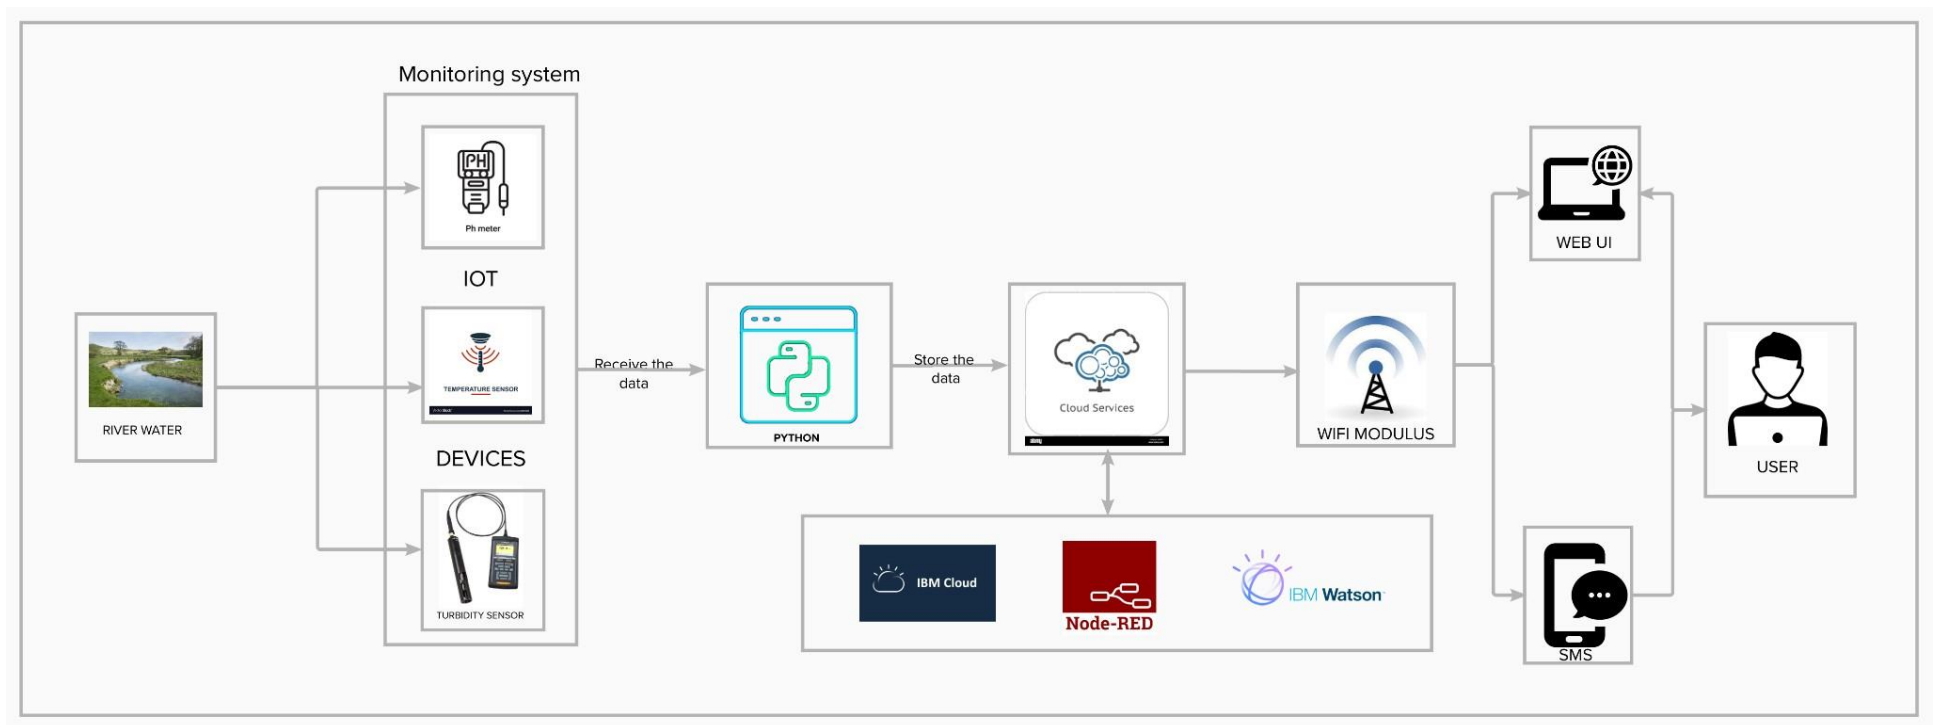 Monitoring system
PH
Ph meter
IOT
TEMPERATURE SENSOR
DEVICES
TURBIDITY SENSOR
RIVER WATER
Receive the
data
PYTHON
Store the
data
Cloud Services
IBM Cloud
Node-RED
IBM Watson
WIFI MODULUS
WEB UI
SMS
USER